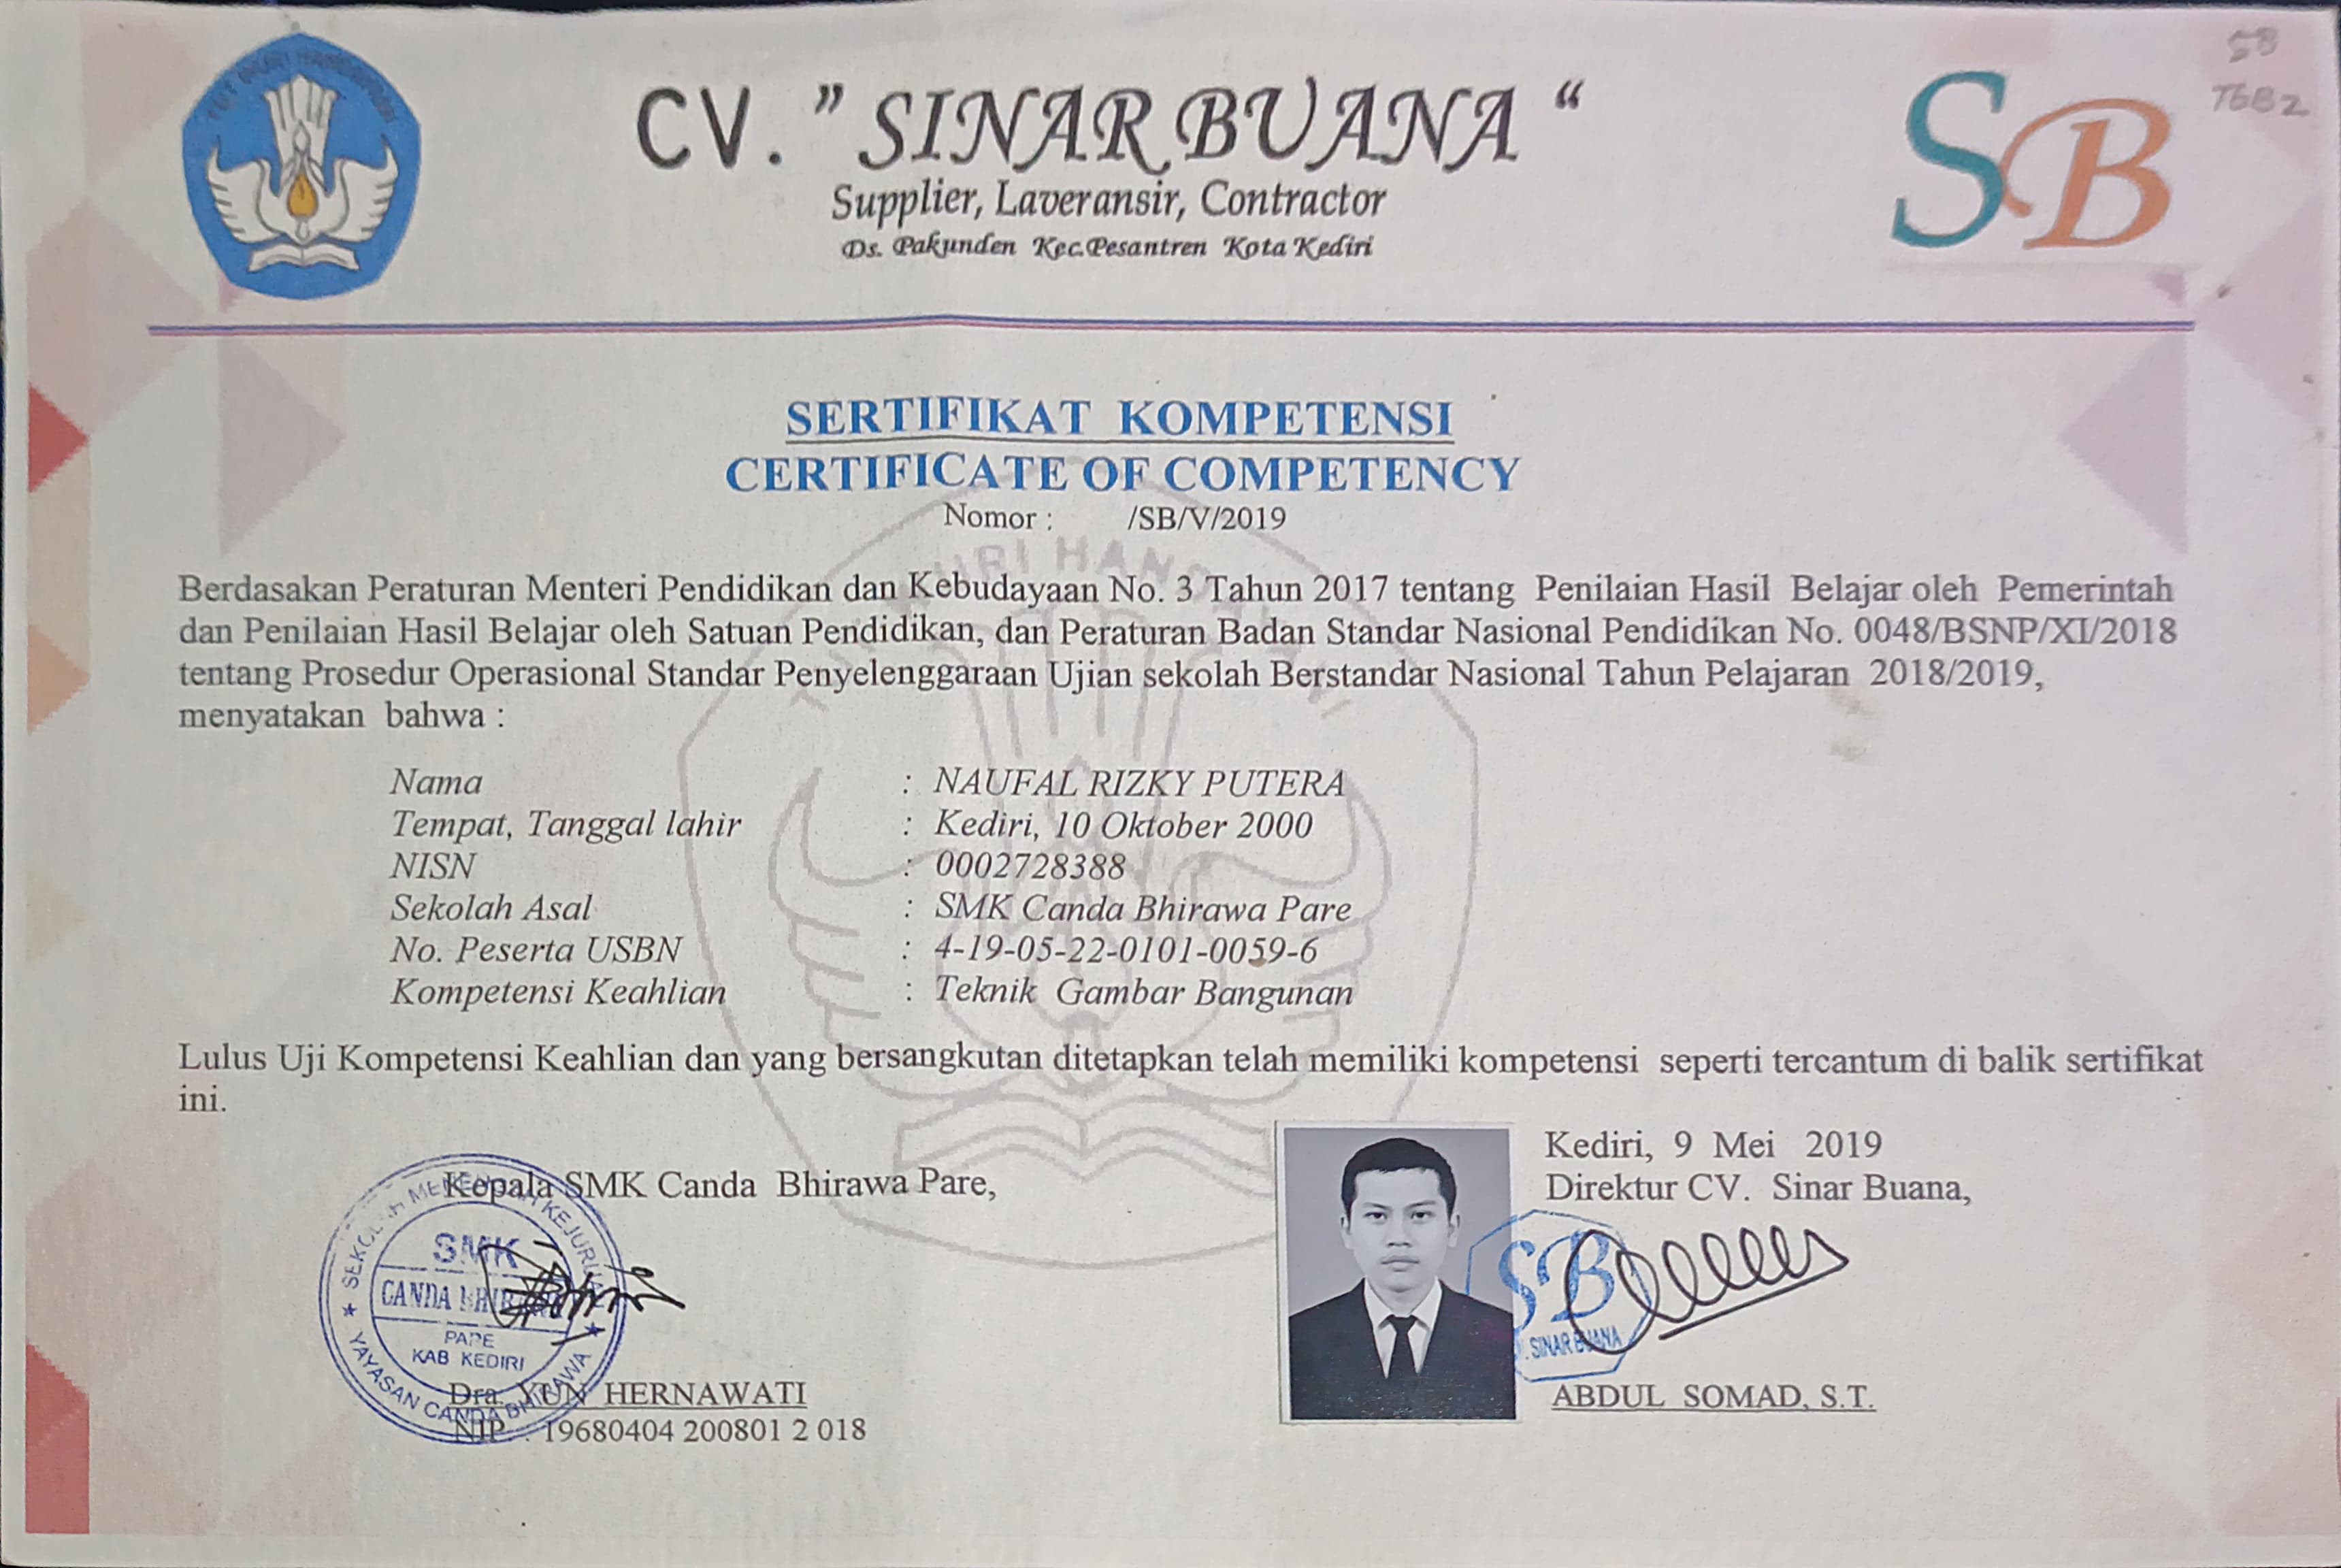 TUT WURI HANDAYANI
58
TGB 2
CV. " SINAR BUANA "
SB
Supplier, Laveransir, Contractor
Ds. Pakunden Kec.Pesantren Kota Kediri
SERTIFIKAT KOMPETENSI
CERTIFICATE OF COMPETENCY
Nomor : /SB/V/2019
Berdasakan Peraturan Menteri Pendidikan dan Kebudayaan No. 3 Tahun 2017 tentang Penilaian Hasil Belajar oleh Pemerintah
dan Penilaian Hasil Belajar oleh Satuan Pendidikan, dan Peraturan Badan Standar Nasional Pendidikan No. 0048/BSNP/XI/2018
tentang Prosedur Operasional Standar Penyelenggaraan Ujian sekolah Berstandar Nasional Tahun Pelajaran 2018/2019,
menyatakan bahwa :
Nama : NAUFAL RIZKY PUTERA
Tempat, Tanggal lahir : Kediri, 10 Oktober 2000
NISN : 0002728388
Sekolah Asal : SMK Canda Bhirawa Pare
No. Peserta USBN : 4-19-05-22-0101-0059-6
Kompetensi Keahlian : Teknik Gambar Bangunan
Lulus Uji Kompetensi Keahlian dan yang bersangkutan ditetapkan telah memiliki kompetensi seperti tercantum di balik sertifikat
ini.
Kediri, 9 Mei 2019
Kepala SMK Canda Bhirawa Pare,
Direktur CV. Sinar Buana,
SEKOLAH MENENGAH KEJURUAN
SMK
CANDA BHIRAWA
PARE
KAB KEDIRI
YAYASAN CANDA BHIRAWA
SB
SINAR BUANA
Dra. YUN HERNAWATI
NIP . 19680404 200801 2 018
ABDUL SOMAD, S.T.